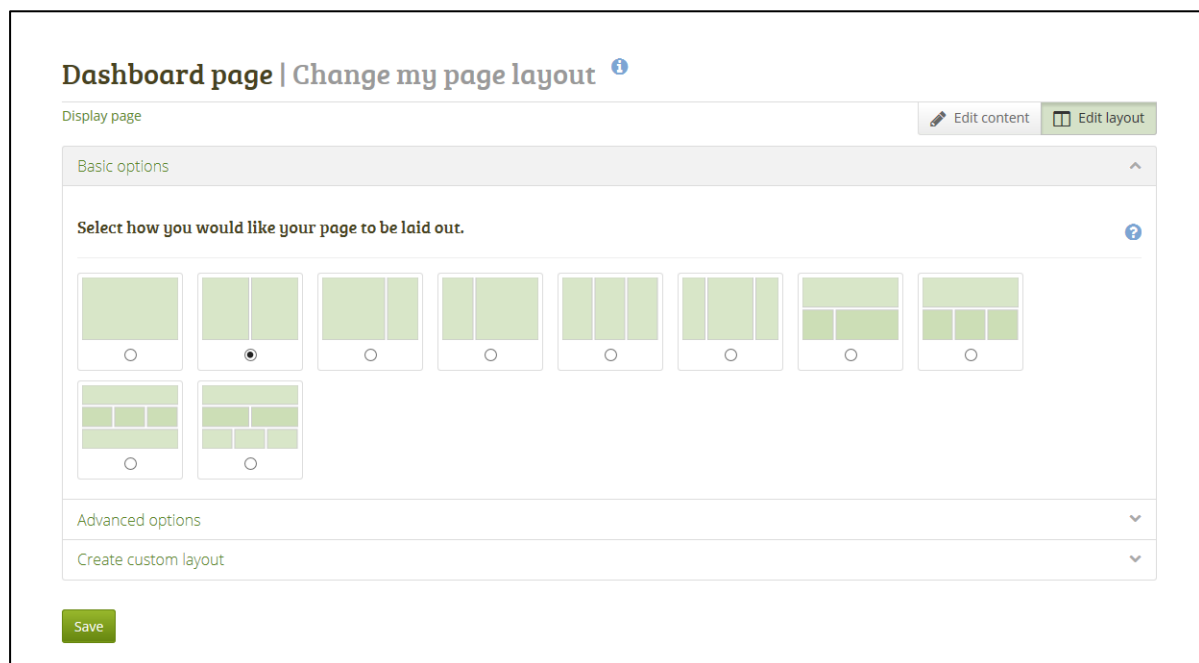 Dashboard page | Change my page layout
Display page
Edit content
Edit layout
Basic options
Select how you would like your page to be laid out.
Advanced options
Create custom layout
Save